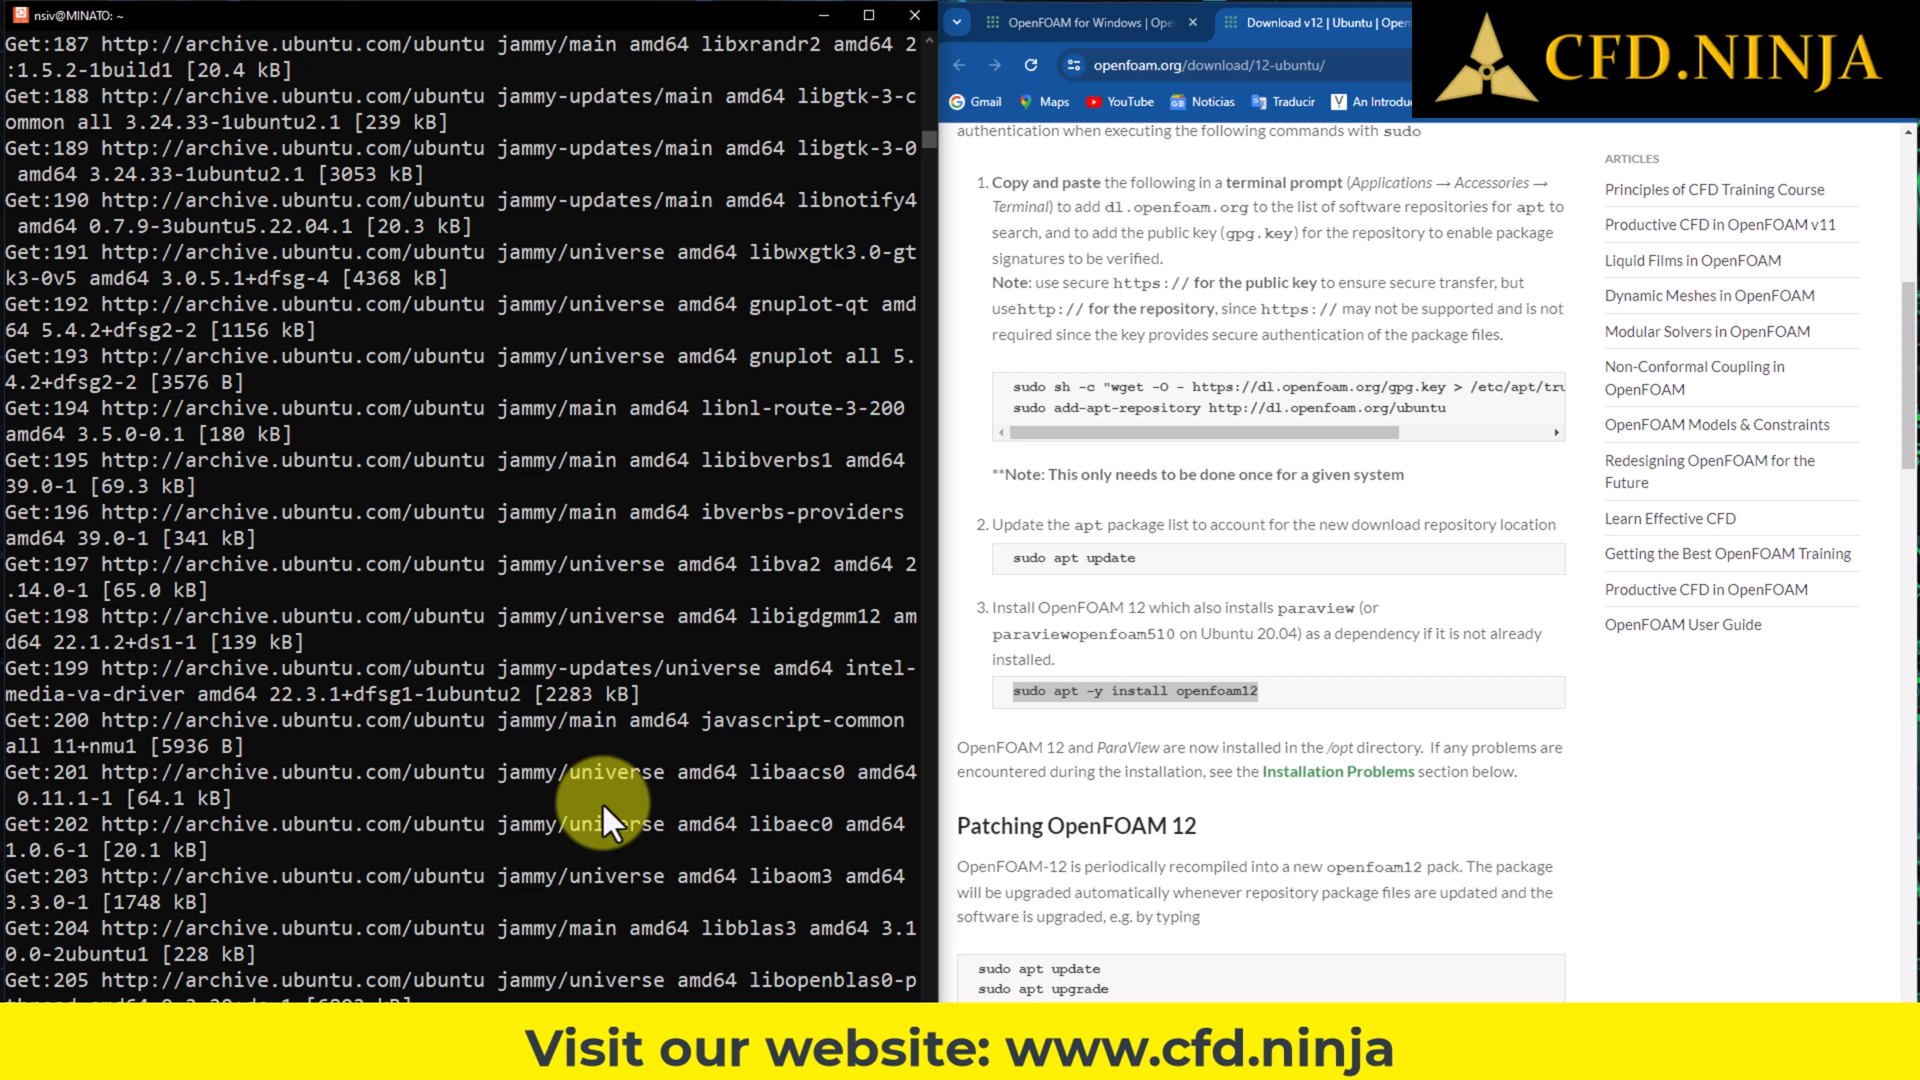 nsiv@MINATO: ~
Get:187 http://archive.ubuntu.com/ubuntu jammy/main amd64 libxrandr2 amd64 2
:1.5.2-1build1 [20.4 kB]
Get:188 http://archive.ubuntu.com/ubuntu jammy-updates/main amd64 libgtk-3-c
ommon all 3.24.33-1ubuntu2.1 [239 kB]
Get:189 http://archive.ubuntu.com/ubuntu jammy-updates/main amd64 libgtk-3-0
 amd64 3.24.33-1ubuntu2.1 [3053 kB]
Get:190 http://archive.ubuntu.com/ubuntu jammy-updates/main amd64 libnotify4
 amd64 0.7.9-3ubuntu5.22.04.1 [20.3 kB]
Get:191 http://archive.ubuntu.com/ubuntu jammy/universe amd64 libwxgtk3.0-gt
k3-0v5 amd64 3.0.5.1+dfsg-4 [4368 kB]
Get:192 http://archive.ubuntu.com/ubuntu jammy/universe amd64 gnuplot-qt amd
64 5.4.2+dfsg2-2 [1156 kB]
Get:193 http://archive.ubuntu.com/ubuntu jammy/universe amd64 gnuplot all 5.
4.2+dfsg2-2 [3576 B]
Get:194 http://archive.ubuntu.com/ubuntu jammy/main amd64 libnl-route-3-200
amd64 3.5.0-0.1 [180 kB]
Get:195 http://archive.ubuntu.com/ubuntu jammy/main amd64 libibverbs1 amd64
39.0-1 [69.3 kB]
Get:196 http://archive.ubuntu.com/ubuntu jammy/main amd64 ibverbs-providers
amd64 39.0-1 [341 kB]
Get:197 http://archive.ubuntu.com/ubuntu jammy/universe amd64 libva2 amd64 2
.14.0-1 [65.0 kB]
Get:198 http://archive.ubuntu.com/ubuntu jammy/universe amd64 libigdgmm12 am
d64 22.1.2+ds1-1 [139 kB]
Get:199 http://archive.ubuntu.com/ubuntu jammy-updates/universe amd64 intel-
media-va-driver amd64 22.3.1+dfsg1-1ubuntu2 [2283 kB]
Get:200 http://archive.ubuntu.com/ubuntu jammy/main amd64 javascript-common
all 11+nmu1 [5936 B]
Get:201 http://archive.ubuntu.com/ubuntu jammy/universe amd64 libaacs0 amd64
 0.11.1-1 [64.1 kB]
Get:202 http://archive.ubuntu.com/ubuntu jammy/universe amd64 libaec0 amd64
1.0.6-1 [20.1 kB]
Get:203 http://archive.ubuntu.com/ubuntu jammy/universe amd64 libaom3 amd64
3.3.0-1 [1748 kB]
Get:204 http://archive.ubuntu.com/ubuntu jammy/main amd64 libblas3 amd64 3.1
0.0-2ubuntu1 [228 kB]
Get:205 http://archive.ubuntu.com/ubuntu jammy/universe amd64 libopenblas0-p
OpenFOAM for Windows | Ope
Download v12 | Ubuntu | Open
openfoam.org/download/12-ubuntu/
Gmail Maps YouTube Noticias Traducir An Introdu
CFD.NINJA
authentication when executing the following commands with sudo
1. Copy and paste the following in a terminal prompt (Applications → Accessories →
Terminal) to add dl.openfoam.org to the list of software repositories for apt to
search, and to add the public key (gpg.key) for the repository to enable package
signatures to be verified.
Note: use secure https:// for the public key to ensure secure transfer, but
usehttp:// for the repository, since https:// may not be supported and is not
required since the key provides secure authentication of the package files.
sudo sh -c "wget -O - https://dl.openfoam.org/gpg.key > /etc/apt/tru
sudo add-apt-repository http://dl.openfoam.org/ubuntu
**Note: This only needs to be done once for a given system
2. Update the apt package list to account for the new download repository location
sudo apt update
3. Install OpenFOAM 12 which also installs paraview (or
paraviewopenfoam510 on Ubuntu 20.04) as a dependency if it is not already
installed.
sudo apt -y install openfoam12
OpenFOAM 12 and ParaView are now installed in the /opt directory. If any problems are
encountered during the installation, see the Installation Problems section below.
Patching OpenFOAM 12
OpenFOAM-12 is periodically recompiled into a new openfoam12 pack. The package
will be upgraded automatically whenever repository package files are updated and the
software is upgraded, e.g. by typing
sudo apt update
sudo apt upgrade
ARTICLES
Principles of CFD Training Course
Productive CFD in OpenFOAM v11
Liquid Films in OpenFOAM
Dynamic Meshes in OpenFOAM
Modular Solvers in OpenFOAM
Non-Conformal Coupling in
OpenFOAM
OpenFOAM Models & Constraints
Redesigning OpenFOAM for the
Future
Learn Effective CFD
Getting the Best OpenFOAM Training
Productive CFD in OpenFOAM
OpenFOAM User Guide
Visit our website: www.cfd.ninja